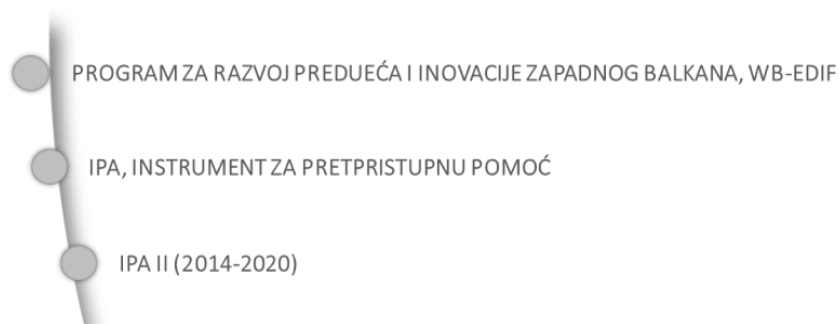 PROGRAM ZA RAZVOJ PREDUEĆA I INOVACIJE ZAPADNOG BALKANA, WB-EDIF
IPA, INSTRUMENT ZA PRETPRISTUPNU POMOĆ
IPA II (2014-2020)